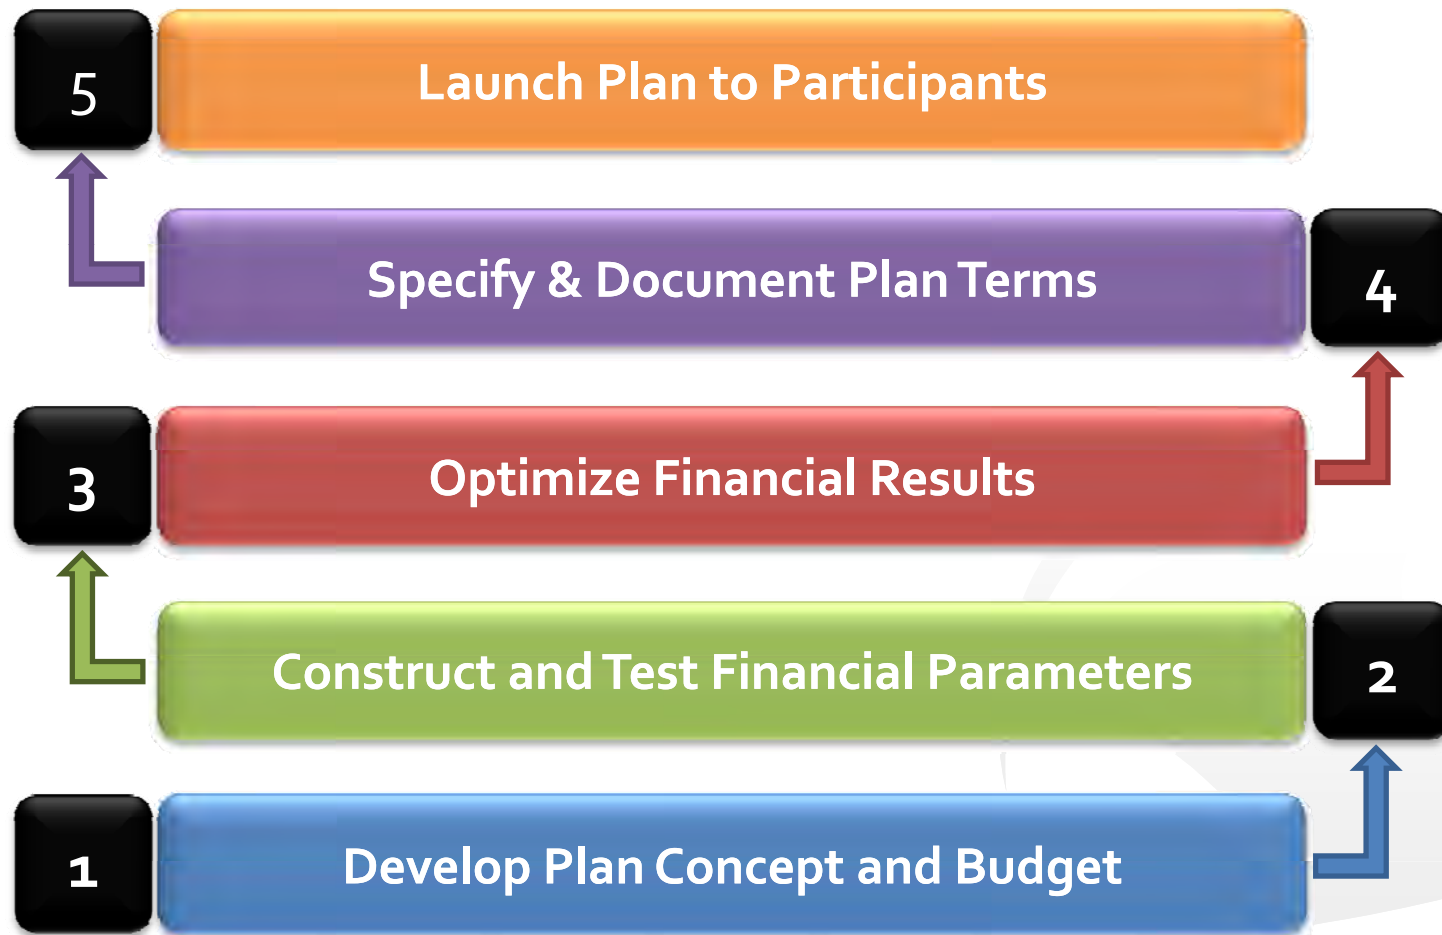 5
Launch Plan to Participants
Specify & Document Plan Terms
4
3
Optimize Financial Results
Construct and Test Financial Parameters
2
1
Develop Plan Concept and Budget